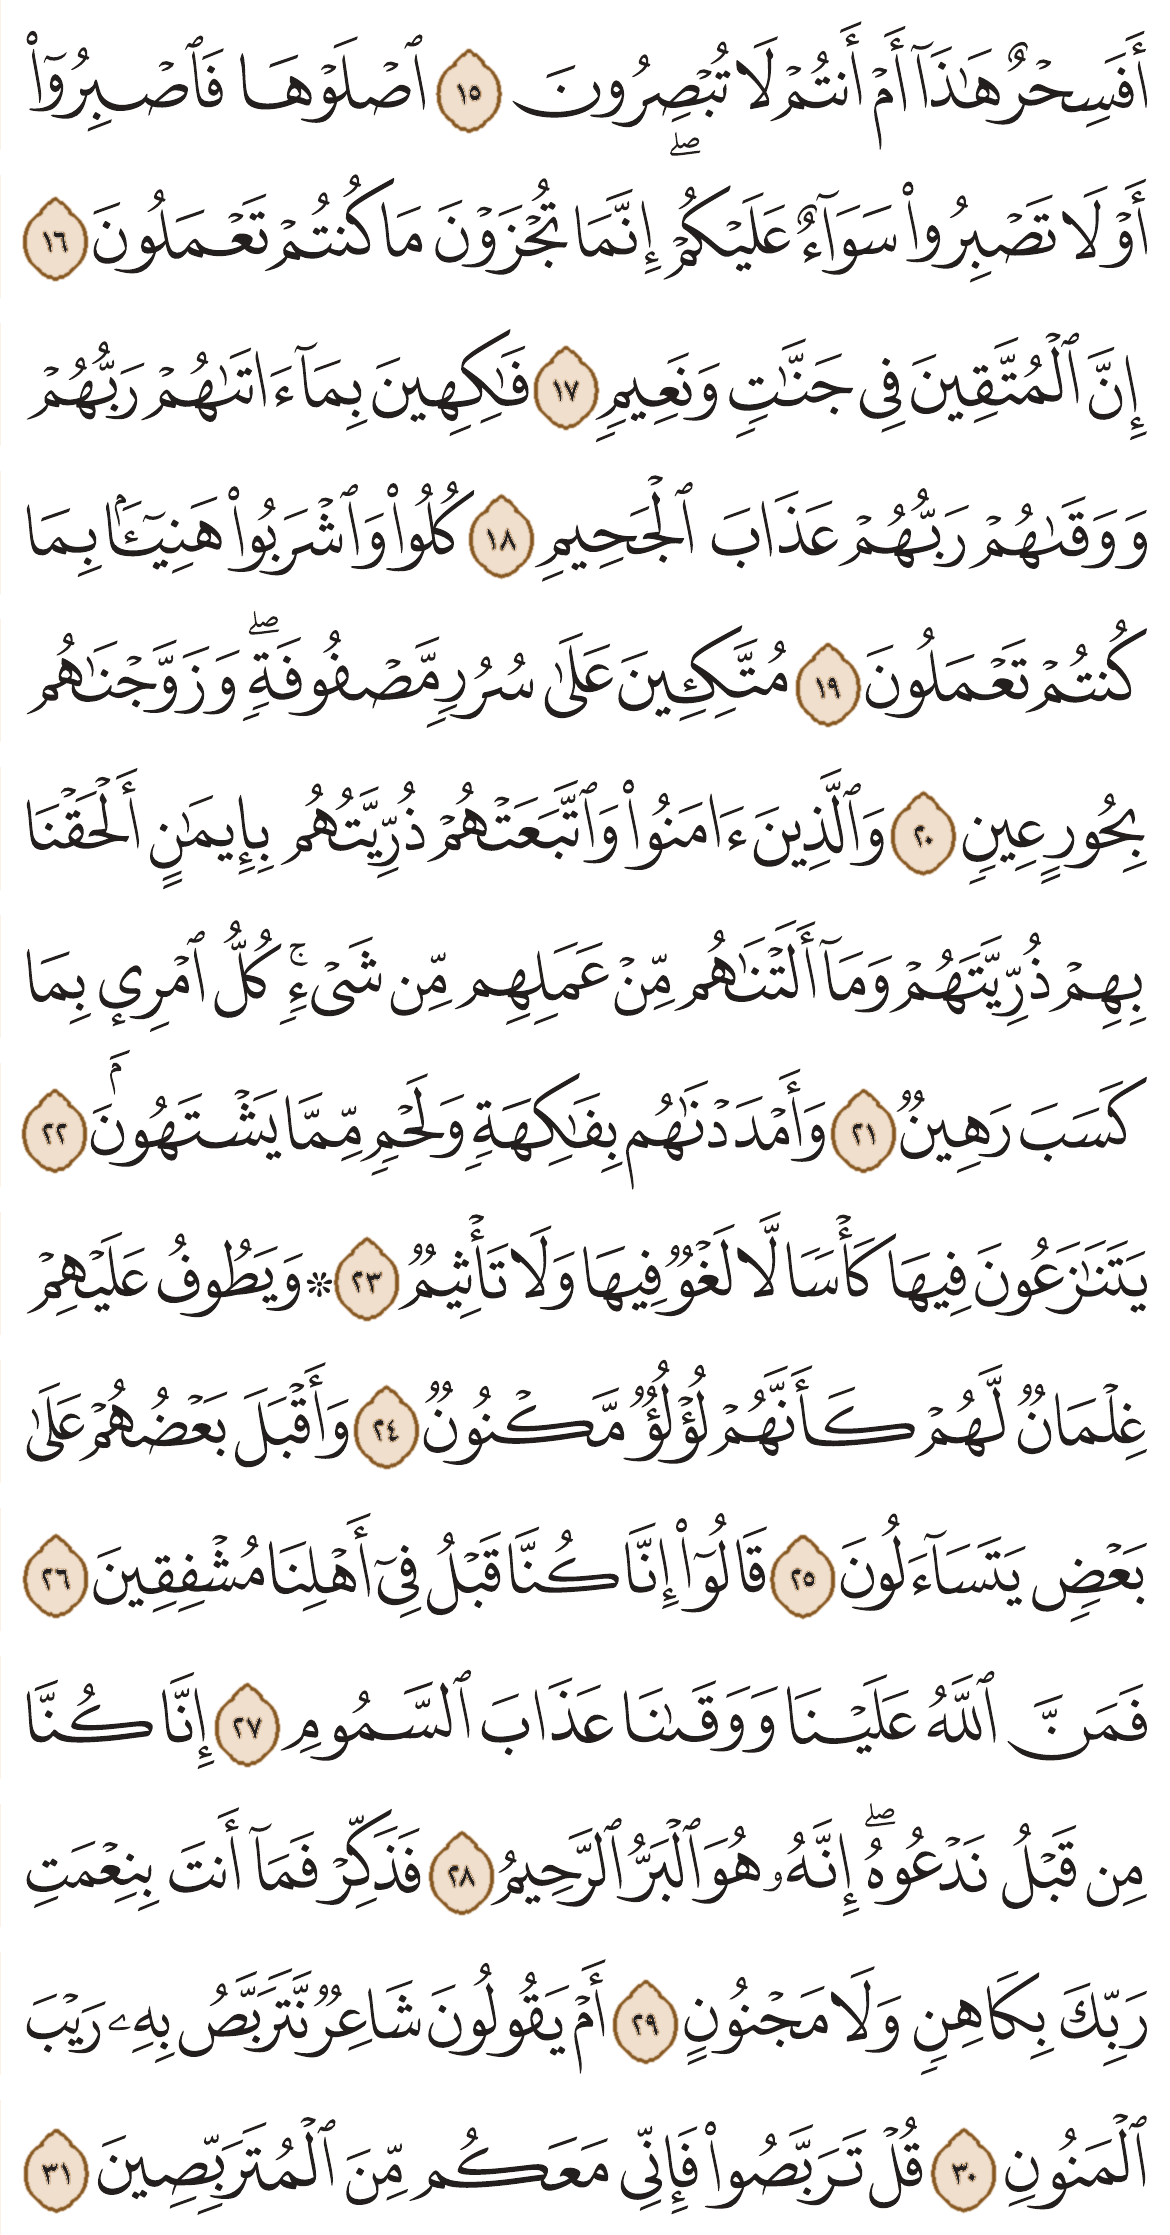 أَفَسِحۡرٌ هَٰذَآ أَمۡ أَنتُمۡ لَا تُبۡصِرُونَ ١٥ ٱصۡلَوۡهَا فَٱصۡبِرُوٓاْ
أَوۡ لَا تَصۡبِرُواْ سَوَآءٌ عَلَيۡكُمۡۖ إِنَّمَا تُجۡزَوۡنَ مَا كُنتُمۡ تَعۡمَلُونَ ١٦
إِنَّ ٱلۡمُتَّقِينَ فِي جَنَّٰتٖ وَنَعِيمٖ ١٧ فَٰكِهِينَ بِمَآ ءَاتَىٰهُمۡ رَبُّهُمۡ
وَوَقَىٰهُمۡ رَبُّهُمۡ عَذَابَ ٱلۡجَحِيمِ ١٨ كُلُواْ وَٱشۡرَبُواْ هَنِيٓـَٔۢا بِمَا
كُنتُمۡ تَعۡمَلُونَ ١٩ مُتَّكِـِٔينَ عَلَىٰ سُرُرٖ مَّصۡفُوفَةٖۖ وَزَوَّجۡنَٰهُم
بِحُورٍ عِينٖ ٢٠ وَٱلَّذِينَ ءَامَنُواْ وَٱتَّبَعَتۡهُمۡ ذُرِّيَّتُهُم بِإِيمَٰنٍ أَلۡحَقۡنَا
بِهِمۡ ذُرِّيَّتَهُمۡ وَمَآ أَلَتۡنَٰهُم مِّنۡ عَمَلِهِم مِّن شَيۡءٖۚ كُلُّ ٱمۡرِيِٕۭ بِمَا
كَسَبَ رَهِينٞ ٢١ وَأَمۡدَدۡنَٰهُم بِفَٰكِهَةٖ وَلَحۡمٖ مِّمَّا يَشۡتَهُونَ ٢٢
يَتَنَٰزَعُونَ فِيهَا كَأۡسٗا لَّا لَغۡوٞ فِيهَا وَلَا تَأۡثِيمٞ ٢٣ ۞ وَيَطُوفُ عَلَيۡهِمۡ
غِلۡمَانٞ لَّهُمۡ كَأَنَّهُمۡ لُؤۡلُؤٞ مَّكۡنُونٞ ٢٤ وَأَقۡبَلَ بَعۡضُهُمۡ عَلَىٰ
بَعۡضٖ يَتَسَآءَلُونَ ٢٥ قَالُوٓاْ إِنَّا كُنَّا قَبۡلُ فِيٓ أَهۡلِنَا مُشۡفِقِينَ ٢٦
فَمَنَّ ٱللَّهُ عَلَيۡنَا وَوَقَىٰنَا عَذَابَ ٱلسَّمُومِ ٢٧ إِنَّا كُنَّا
مِن قَبۡلُ نَدۡعُوهُۖ إِنَّهُۥ هُوَ ٱلۡبَرُّ ٱلرَّحِيمُ ٢٨ فَذَكِّرۡ فَمَآ أَنتَ بِنِعۡمَتِ
رَبِّكَ بِكَاهِنٖ وَلَا مَجۡنُونٍ ٢٩ أَمۡ يَقُولُونَ شَاعِرٞ نَّتَرَبَّصُ بِهِۦ رَيۡبَ
ٱلۡمَنُونِ ٣٠ قُلۡ تَرَبَّصُواْ فَإِنِّي مَعَكُم مِّنَ ٱلۡمُتَرَبِّصِينَ ٣١